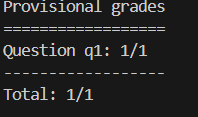 Provisional grades
==================
Question q1: 1/1
------------------
Total: 1/1